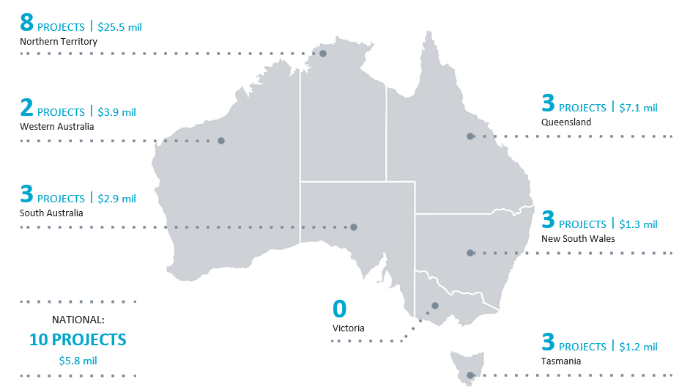 8 PROJECTS | $25.5 mil
Northern Territory
2 PROJECTS | $3.9 mil
Western Australia
3 PROJECTS | $7.1 mil
Queensland
3 PROJECTS | $2.9 mil
South Australia
3 PROJECTS | $1.3 mil
New South Wales
0
Victoria
NATIONAL:
10 PROJECTS
$5.8 mil
3 PROJECTS | $1.2 mil
Tasmania